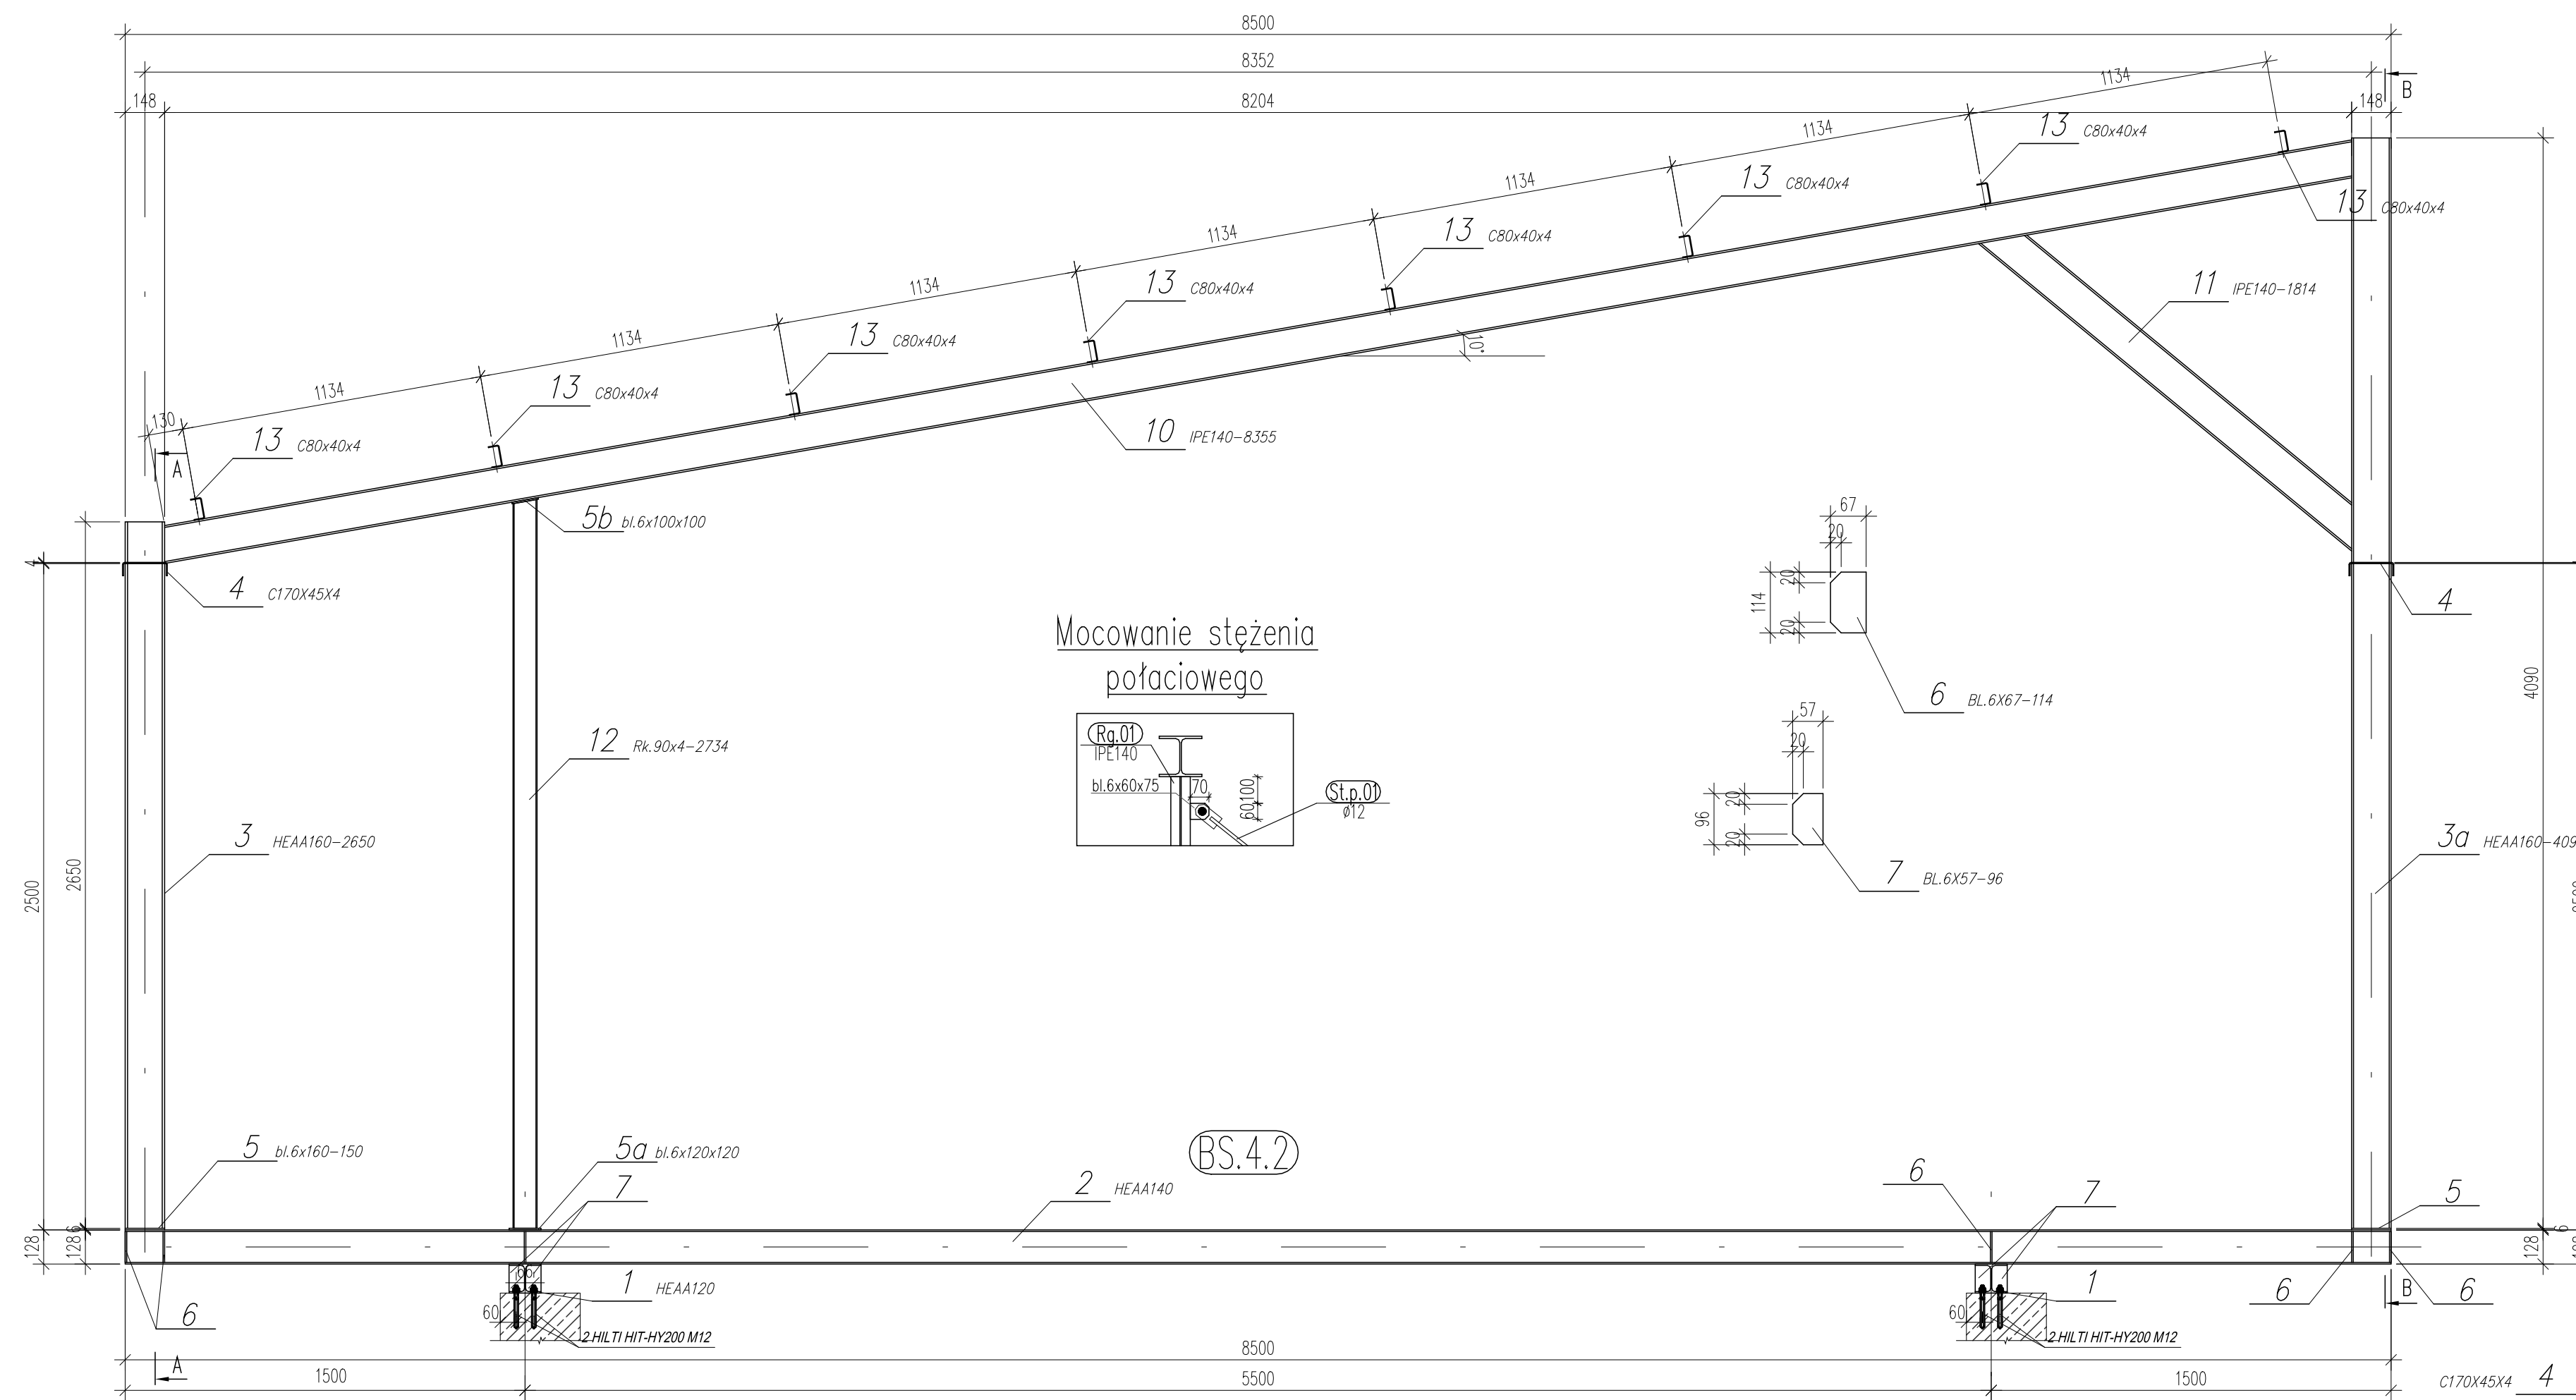 8500
8352
148
8204
148
B
1134
1134
1134
1134
1134
1134
1134
130
A
13 C80x40x4
13 C80x40x4
13 C80x40x4
13 C80x40x4
13 C80x40x4
13 C80x40x4
13 C80x40x4
13 C80x40x4
11 IPE140-1814
10°
10 IPE140-8355
5b bl.6x100x100
4
4 C170X45X4
4
67
20
20
114
20
6 BL.6X67-114
57
20
20
96
20
7 BL.6X57-96
Mocowanie stężenia
połaciowego
Rg.01
IPE140
bl.6x60x75
70
100
60
St.p.01
ø12
12 Rk.90x4-2734
3 HEAA160-2650
3a HEAA160-409
4090
2500
2650
5 bl.6x160-150
5a bl.6x120x120
7
BS.4.2
2 HEAA140
6
7
5
6
128
128
6
128
1 HEAA120
1
6
6
6
60
60
2 HILTI HIT-HY200 M12
2 HILTI HIT-HY200 M12
B
A
8500
1500
5500
1500
C170X45X4 4